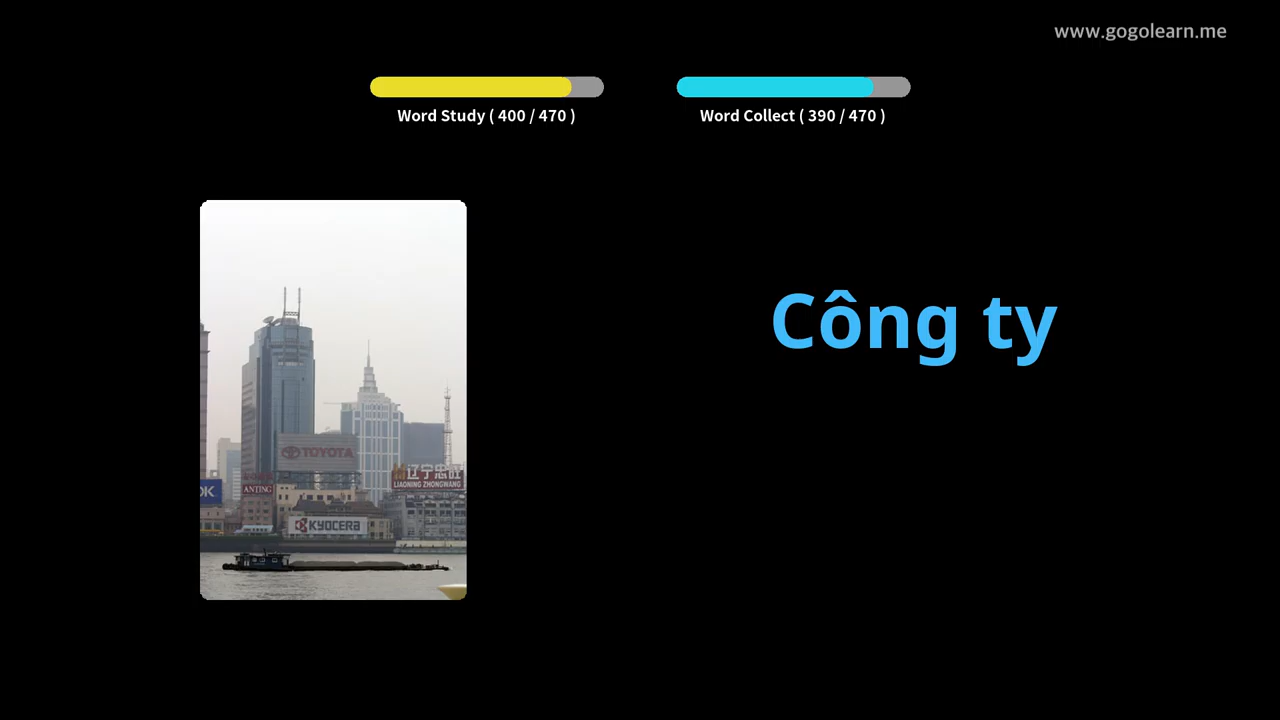 www.gogolearn.me
Word Study ( 400 / 470 )
Word Collect ( 390 / 470 )
Công ty
TOYOTA
辽宁忠旺
LIAONING ZHONGWANG
OK
ANTING
KYOCERA